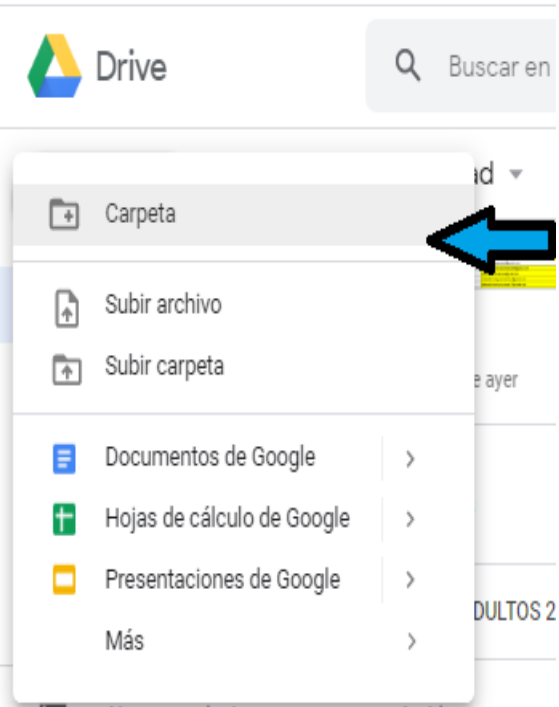 Drive
Buscar en
ad
Carpeta
Subir archivo
Subir carpeta
e ayer
Documentos de Google
Hojas de cálculo de Google
Presentaciones de Google
DULTOS 2
Más